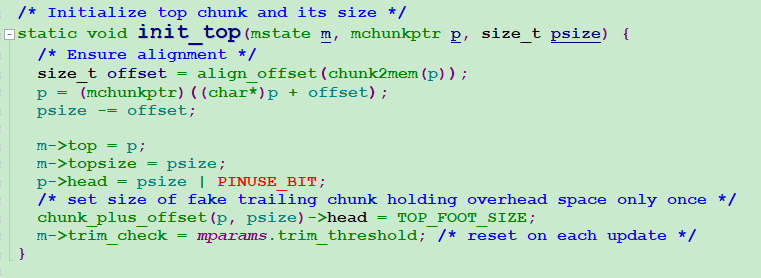 /* Initialize top chunk and its size */
static void init_top(mstate m, mchunkptr p, size_t psize) {
/* Ensure alignment */
size_t offset = align_offset(chunk2mem(p));
p = (mchunkptr)((char*)p + offset);
psize -= offset;
m->top = p;
m->topsize = psize;
p->head = psize | PINUSE_BIT;
/* set size of fake trailing chunk holding overhead space only once */
chunk_plus_offset(p, psize)->head = TOP_FOOT_SIZE;
m->trim_check = mparams.trim_threshold; /* reset on each update */
}